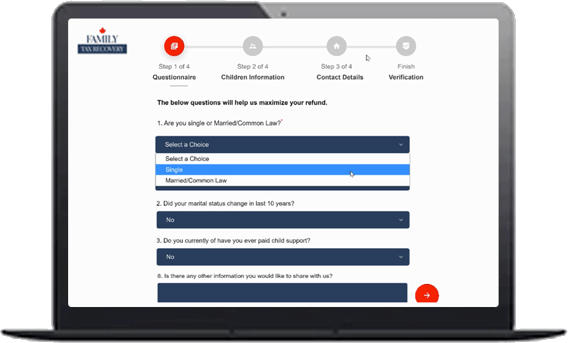 FAMILY
TAX RECOVERY
Step 1 of 4
Questionnaire
Step 2 of 4
Children Information
Step 3 of 4
Contact Details
Finish
Verification
The below questions will help us maximize your refund.
1. Are you single or Married/Common Law?*
Select a Choice
Select a Choice
Single
Married/Common Law
2. Did your marital status change in last 10 years?
No
3. Do you currently of have you ever paid child support?
No
6. Is there any other information you would like to share with us?